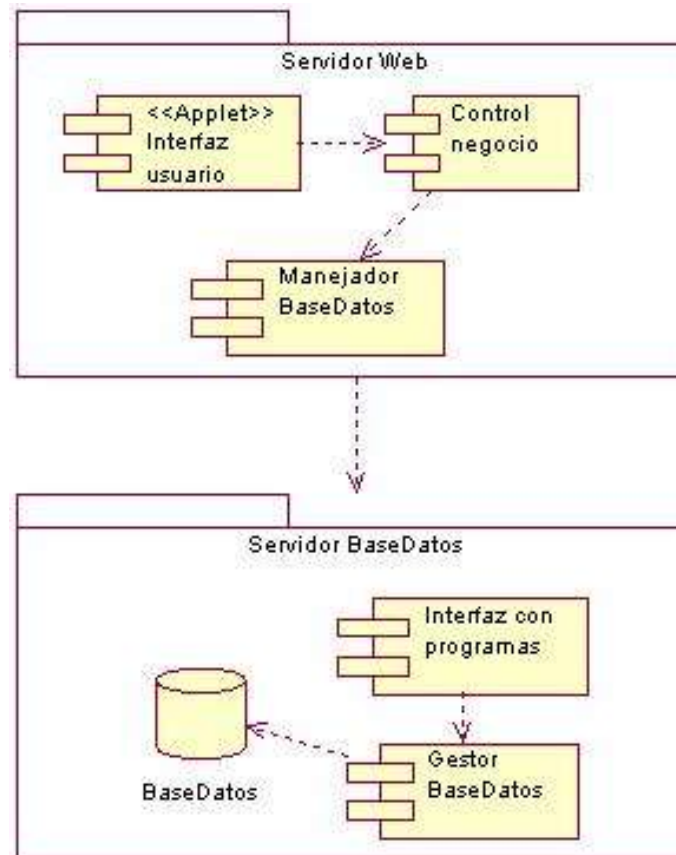 Servidor Web
<<Applet>>
Interfaz
usuario
Control
negocio
Manejador
BaseDatos
Servidor BaseDatos
Interfaz con
programas
BaseDatos
Gestor
BaseDatos